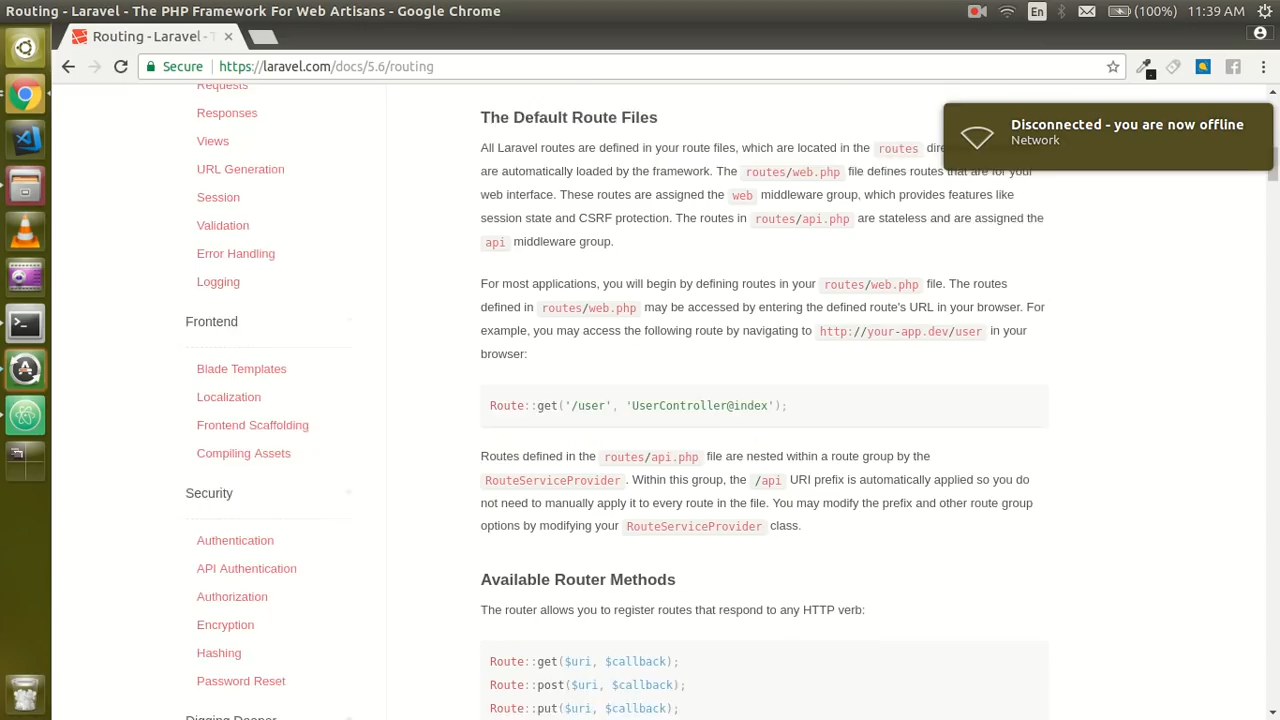 Routing - Laravel - The PHP Framework For Web Artisans - Google Chrome
En
(100%)
11:39 AM
Routing - Laravel - T
Secure
https://laravel.com/docs/5.6/routing
Requests
Responses
Views
URL Generation
Session
Validation
Error Handling
Logging
Frontend
Blade Templates
Localization
Frontend Scaffolding
Compiling Assets
Security
Authentication
API Authentication
Authorization
Encryption
Hashing
Password Reset
Digging Deeper
The Default Route Files
All Laravel routes are defined in your route files, which are located in the routes
are automatically loaded by the framework. The routes/web.php file defines routes that are for your
web interface. These routes are assigned the web middleware group, which provides features like
session state and CSRF protection. The routes in routes/api.php are stateless and are assigned the
api middleware group.
For most applications, you will begin by defining routes in your routes/web.php file. The routes
defined in routes/web.php may be accessed by entering the defined route's URL in your browser. For
example, you may access the following route by navigating to http://your-app.dev/user in your
browser:
Route::get('/user', 'UserController@index');
Routes defined in the routes/api.php file are nested within a route group by the
RouteServiceProvider. Within this group, the /api URI prefix is automatically applied so you do
not need to manually apply it to every route in the file. You may modify the prefix and other route group
options by modifying your RouteServiceProvider class.
Available Router Methods
The router allows you to register routes that respond to any HTTP verb:
Route::get($uri, $callback);
Route::post($uri, $callback);
Route::put($uri, $callback);
Disconnected - you are now offline
Network